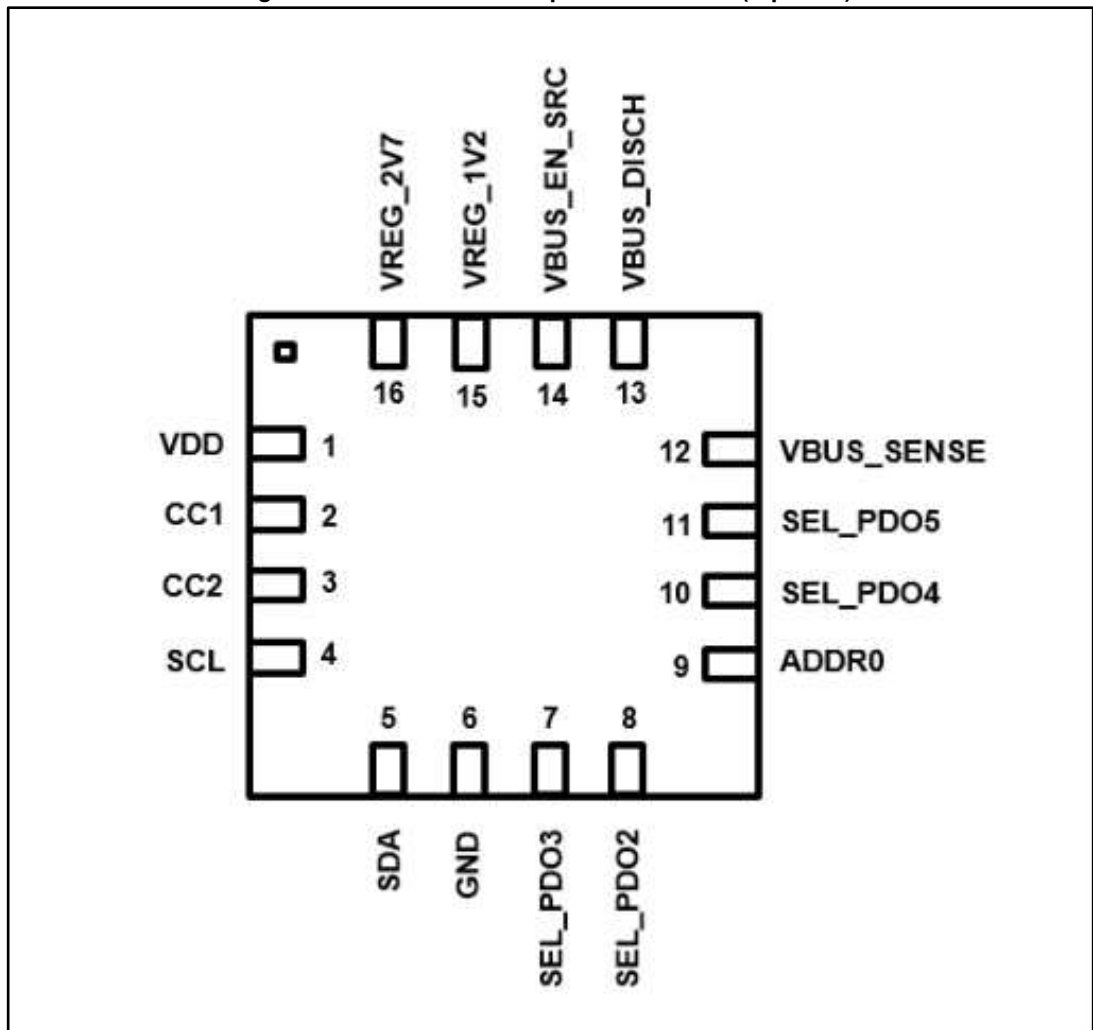 VREG_2V7
VREG_1V2
VBUS_EN_SRC
VBUS_DISCH
16
15
14
13
VDD 1
12 VBUS_SENSE
CC1 2
11 SEL_PDO5
CC2 3
10 SEL_PDO4
SCL 4
9 ADDR0
5
6
7
8
SDA
GND
SEL_PDO3
SEL_PDO2